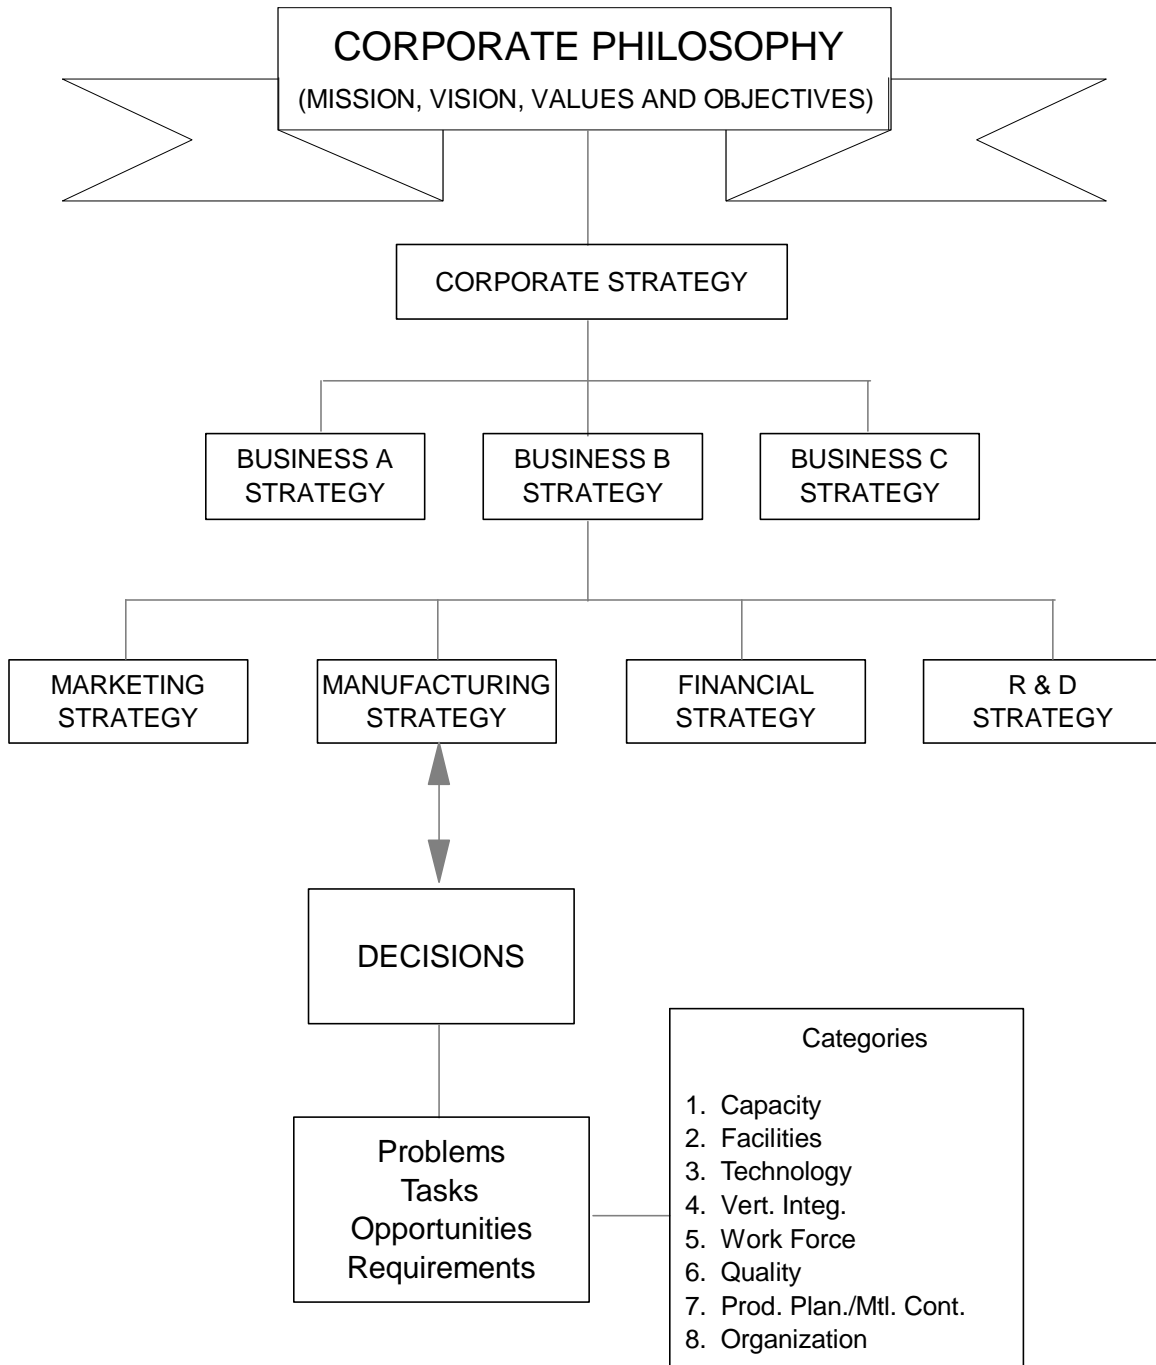 CORPORATE PHILOSOPHY
(MISSION, VISION, VALUES AND OBJECTIVES)
CORPORATE STRATEGY
BUSINESS A
STRATEGY
BUSINESS B
STRATEGY
BUSINESS C
STRATEGY
MARKETING
STRATEGY
MANUFACTURING
STRATEGY
FINANCIAL
STRATEGY
R & D
STRATEGY
DECISIONS
Problems
Tasks
Opportunities
Requirements
Categories
1. Capacity
2. Facilities
3. Technology
4. Vert. Integ.
5. Work Force
6. Quality
7. Prod. Plan./Mtl. Cont.
8. Organization